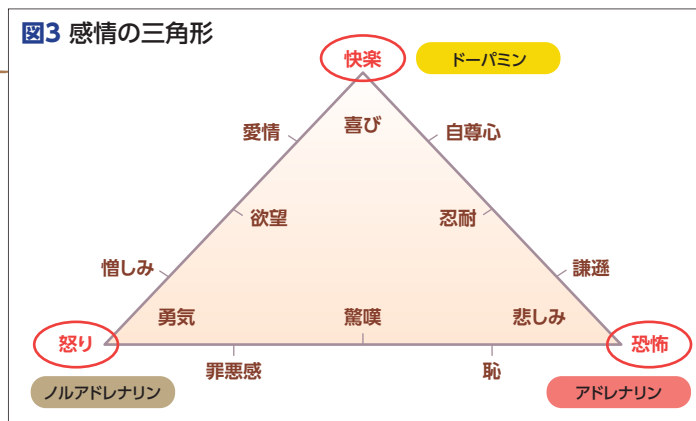 図3 感情の三角形
快楽
ドーパミン
喜び
愛情
自尊心
欲望
忍耐
憎しみ
謙遜
勇気
驚嘆
悲しみ
怒り
恐怖
罪悪感
恥
ノルアドレナリン
アドレナリン